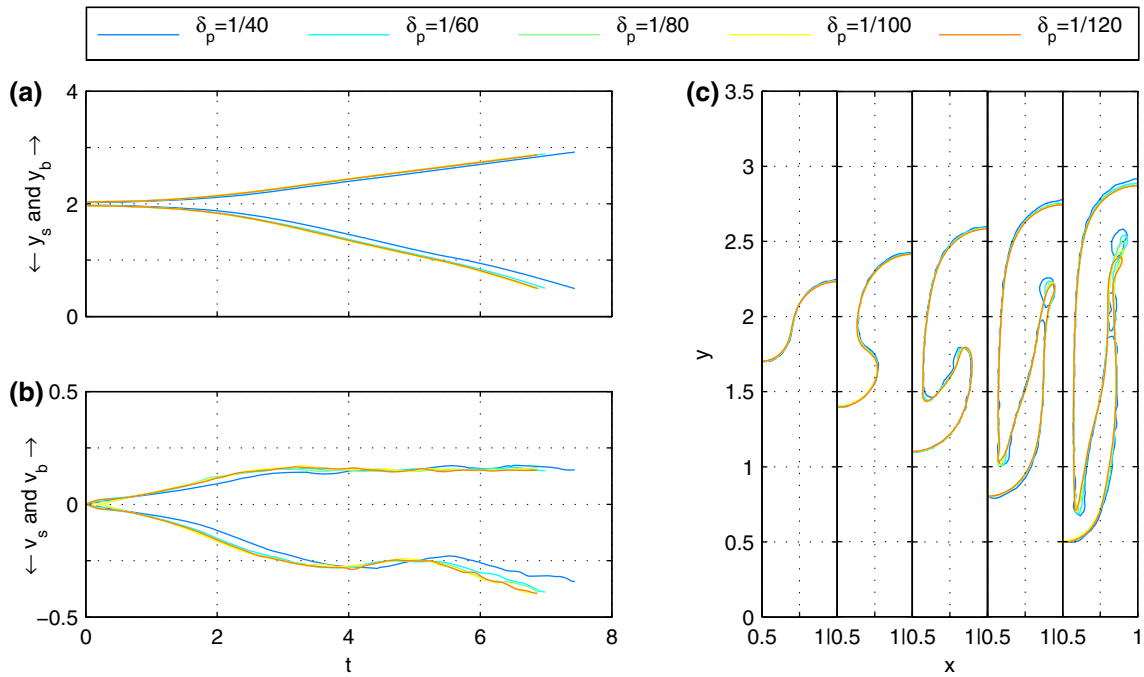 δp=1/40 δp=1/60 δp=1/80 δp=1/100 δp=1/120
(a)
4
2
0
← ys and yb →
(b)
0.5
0
−0.5
← vs and vb →
0 2 4 6 8
t
(c)
3.5
3
2.5
2
1.5
1
0.5
0
y
0.5 1|0.5 1|0.5 1|0.5 1|0.5 1
x